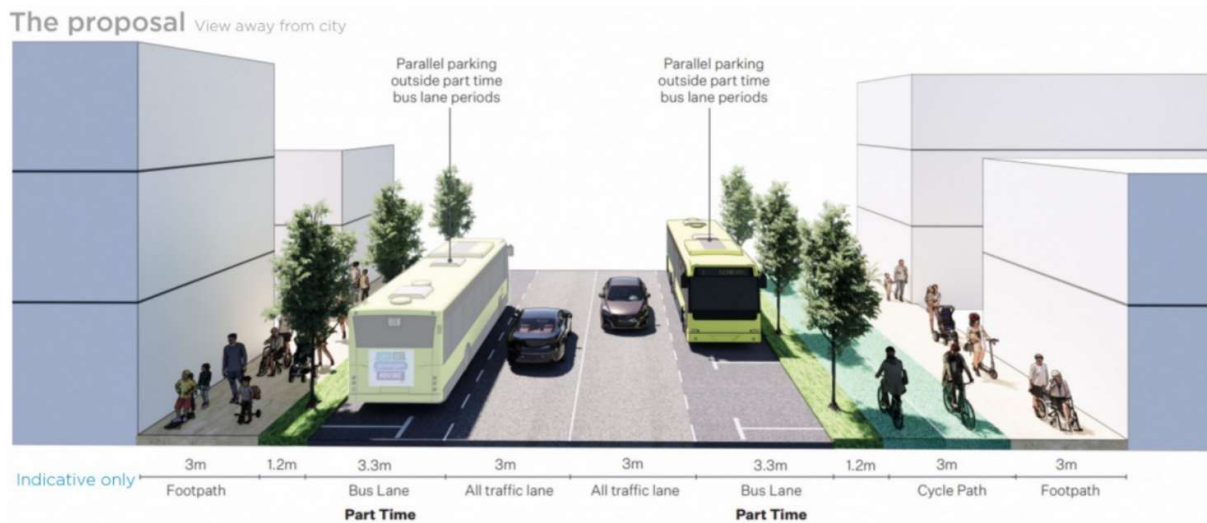 The proposal View away from city
Parallel parking
outside part time
bus lane periods
Parallel parking
outside part time
bus lane periods
Indicative only
3m 1.2m 3.3m 3m 3m 3.3m 1.2m 3m 3m
Footpath Bus Lane All traffic lane All traffic lane Bus Lane Cycle Path Footpath
Part Time Part Time